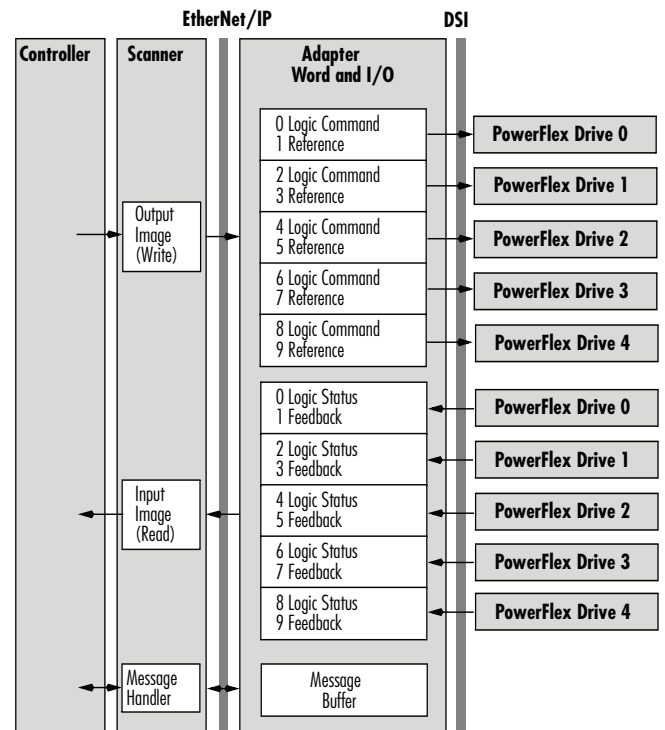 EtherNet/IP
DSI
Controller
Scanner
Adapter
Word and I/O
0 Logic Command
1 Reference
PowerFlex Drive 0
2 Logic Command
3 Reference
PowerFlex Drive 1
Output
Image
(Write)
4 Logic Command
5 Reference
PowerFlex Drive 2
6 Logic Command
7 Reference
PowerFlex Drive 3
8 Logic Command
9 Reference
PowerFlex Drive 4
0 Logic Status
1 Feedback
PowerFlex Drive 0
2 Logic Status
3 Feedback
PowerFlex Drive 1
Input
Image
(Read)
4 Logic Status
5 Feedback
PowerFlex Drive 2
6 Logic Status
7 Feedback
PowerFlex Drive 3
8 Logic Status
9 Feedback
PowerFlex Drive 4
Message
Handler
Message
Buffer